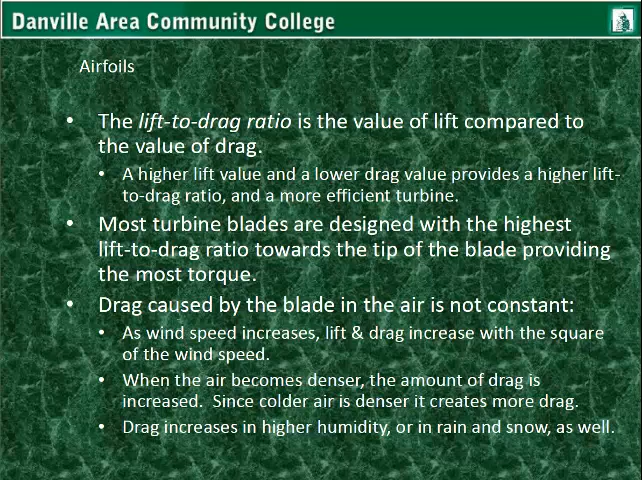 Danville Area Community College
Airfoils
• The lift-to-drag ratio is the value of lift compared to
the value of drag.
• A higher lift value and a lower drag value provides a higher lift-
to-drag ratio, and a more efficient turbine.
• Most turbine blades are designed with the highest
lift-to-drag ratio towards the tip of the blade providing
the most torque.
• Drag caused by the blade in the air is not constant:
• As wind speed increases, lift & drag increase with the square
of the wind speed.
• When the air becomes denser, the amount of drag is
increased. Since colder air is denser it creates more drag.
• Drag increases in higher humidity, or in rain and snow, as well.